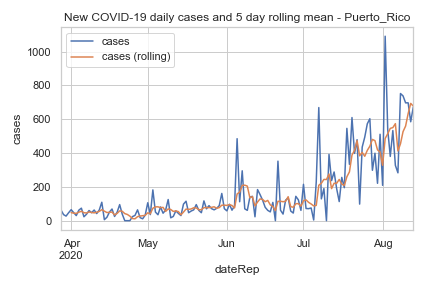 New COVID-19 daily cases and 5 day rolling mean - Puerto_Rico
cases
cases (rolling)
1000
800
600
400
200
0
cases
Apr
2020
May
Jun
Jul
Aug
dateRep